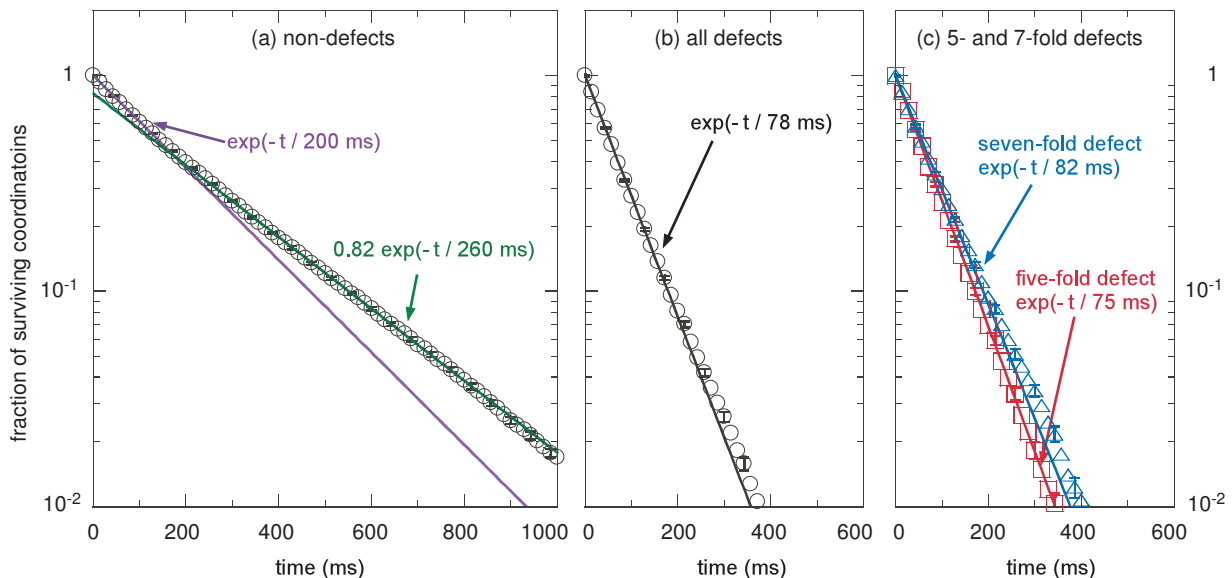 (a) non-defects
(b) all defects
(c) 5- and 7-fold defects
fraction of surviving coordinatoins
1
10-1
10-2
exp(-t / 200 ms)
0.82 exp(-t / 260 ms)
0
200
400
600
800
1000
time (ms)
exp(-t / 78 ms)
0
200
400
600
time (ms)
seven-fold defect
exp(-t / 82 ms)
five-fold defect
exp(-t / 75 ms)
0
200
400
600
time (ms)
1
10-1
10-2